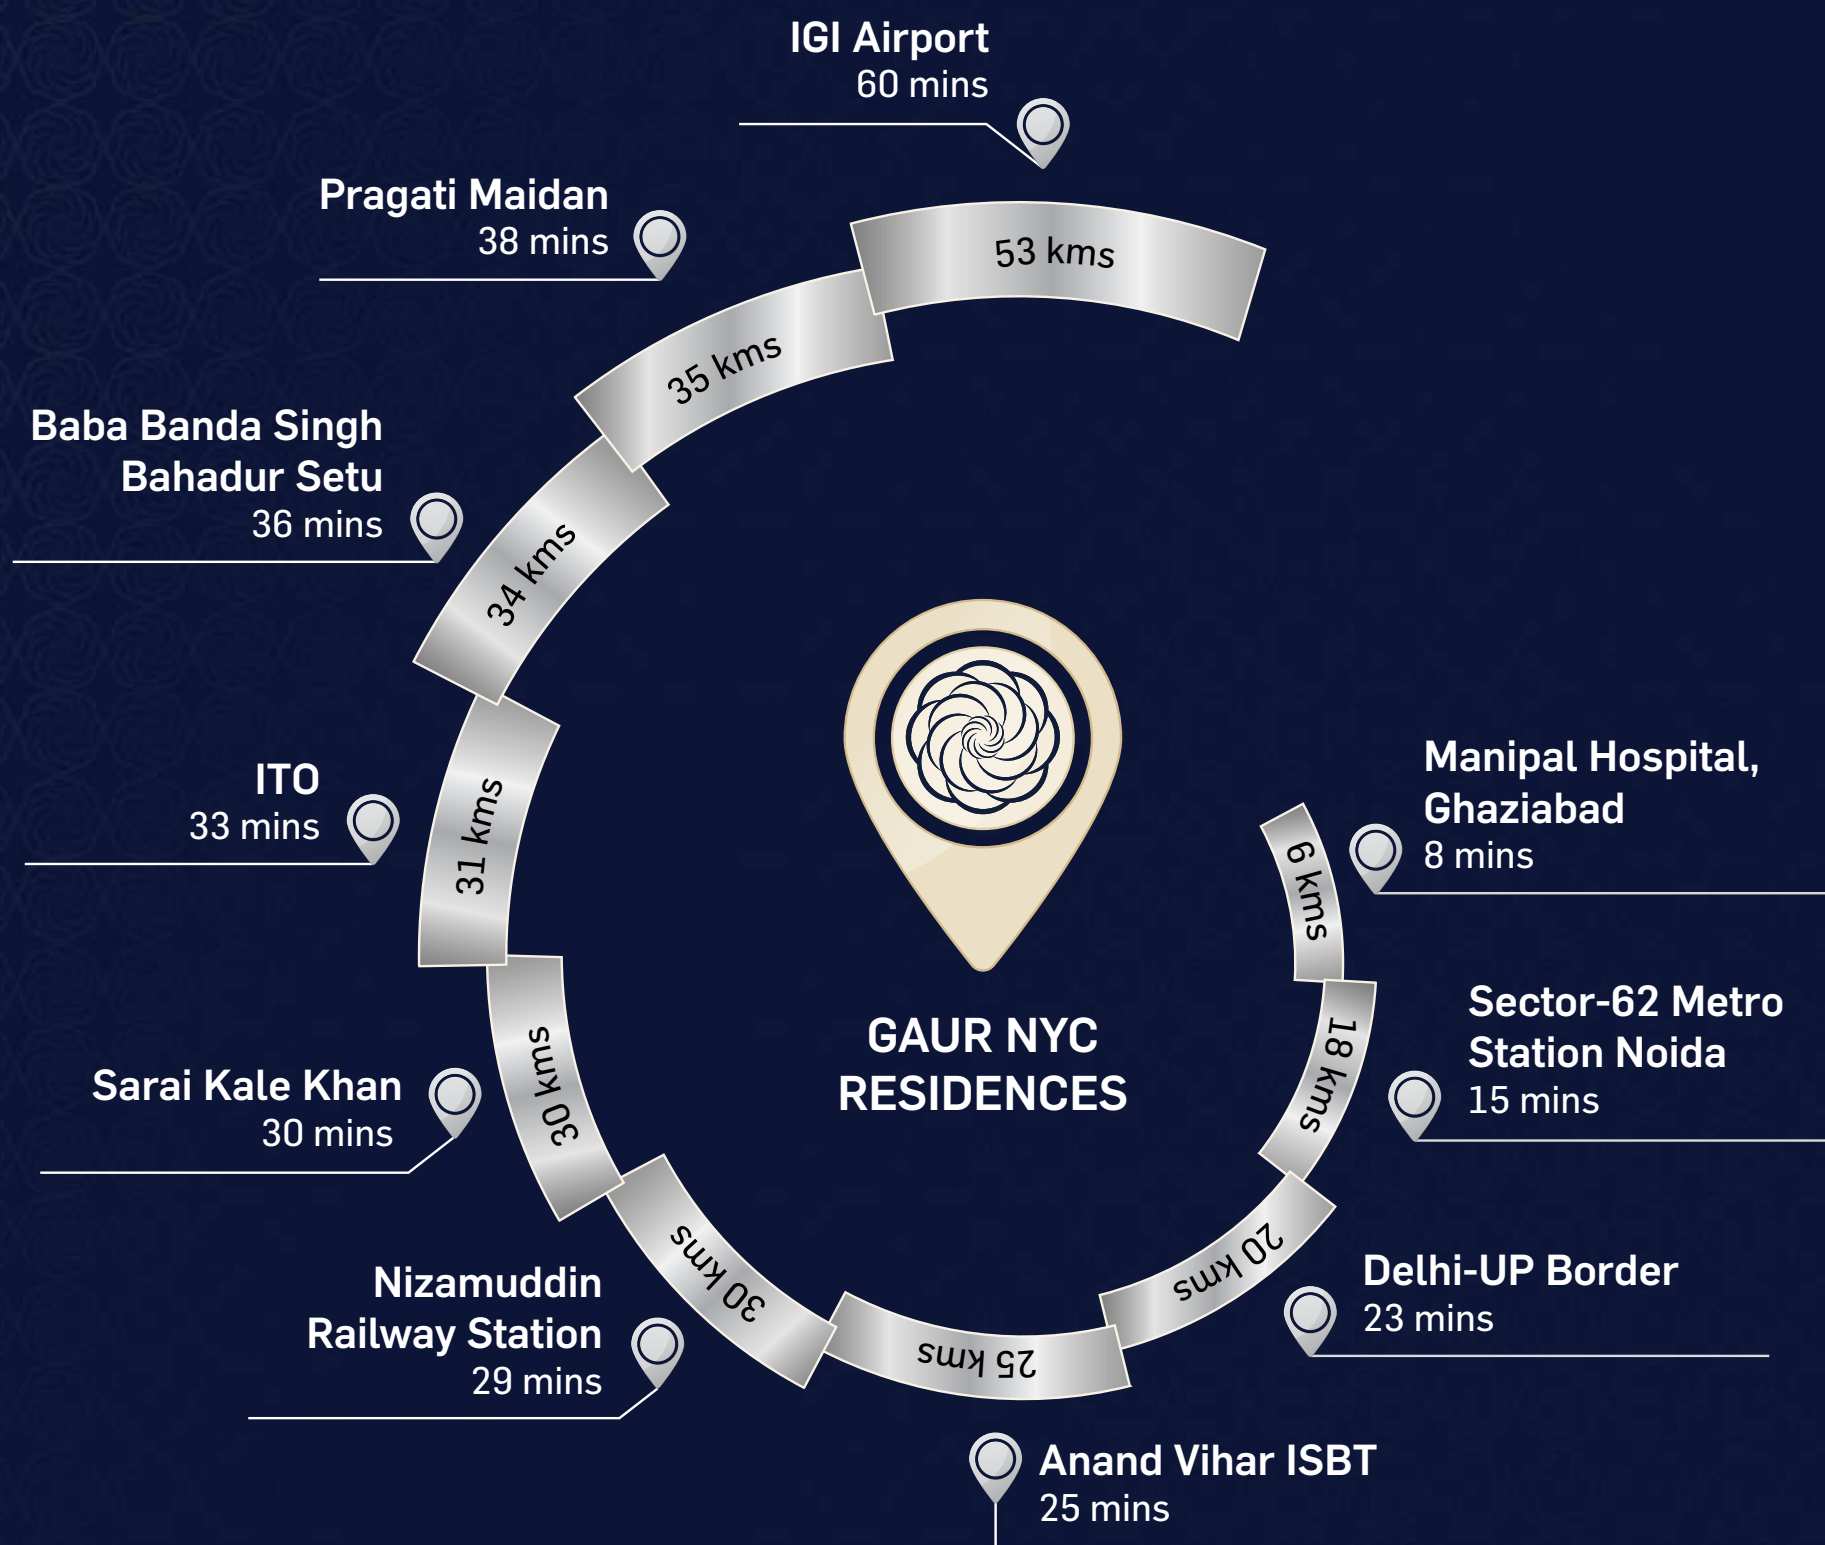 IGI Airport
60 mins
53 kms
Pragati Maidan
38 mins
35 kms
Baba Banda Singh
Bahadur Setu
36 mins
34 kms
ITO
33 mins
31 kms
Sarai Kale Khan
30 mins
30 kms
Nizamuddin
Railway Station
29 mins
30 kms
Anand Vihar ISBT
25 mins
25 kms
Delhi-UP Border
23 mins
20 kms
Sector-62 Metro
Station Noida
15 mins
18 kms
Manipal Hospital,
Ghaziabad
8 mins
6 kms
GAUR NYC
RESIDENCES